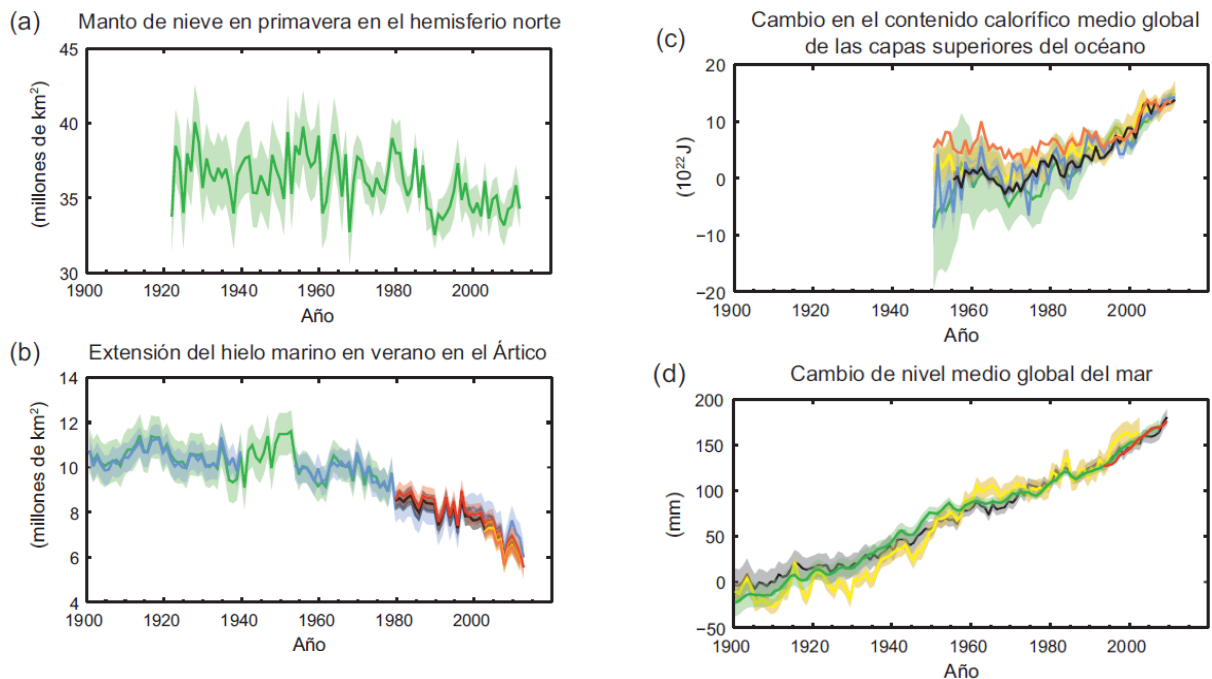 (a) Manto de nieve en primavera en el hemisferio norte
(millones de km²)
45
40
35
30
1900 1920 1940 1960 1980 2000
Año
(b) Extensión del hielo marino en verano en el Ártico
(millones de km²)
14
12
10
8
6
4
1900 1920 1940 1960 1980 2000
Año
(c) Cambio en el contenido calorífico medio global
de las capas superiores del océano
(10²² J)
20
10
0
−10
−20
1900 1920 1940 1960 1980 2000
Año
(d) Cambio de nivel medio global del mar
(mm)
200
150
100
50
0
−50
1900 1920 1940 1960 1980 2000
Año